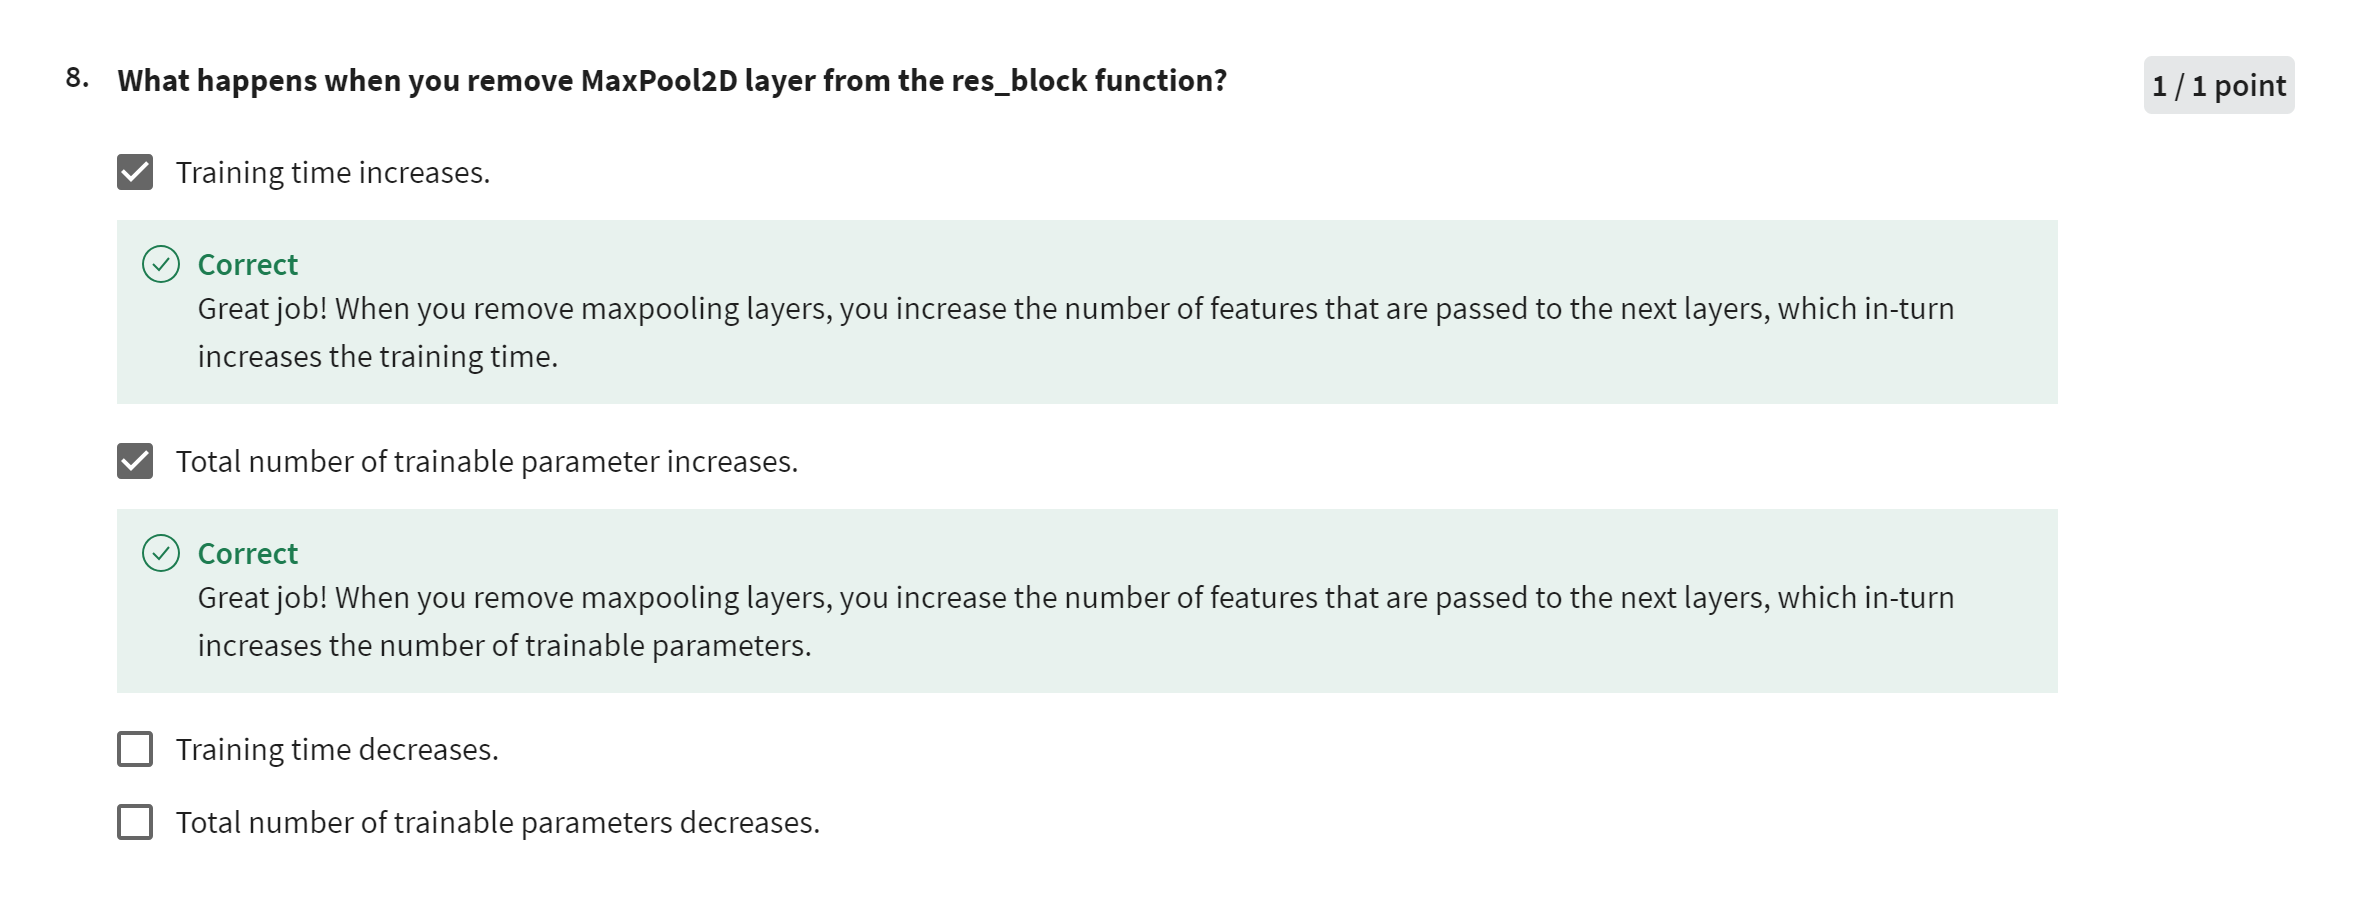 8. What happens when you remove MaxPool2D layer from the res_block function?
1 / 1 point
Training time increases.
Correct
Great job! When you remove maxpooling layers, you increase the number of features that are passed to the next layers, which in-turn
increases the training time.
Total number of trainable parameter increases.
Correct
Great job! When you remove maxpooling layers, you increase the number of features that are passed to the next layers, which in-turn
increases the number of trainable parameters.
Training time decreases.
Total number of trainable parameters decreases.